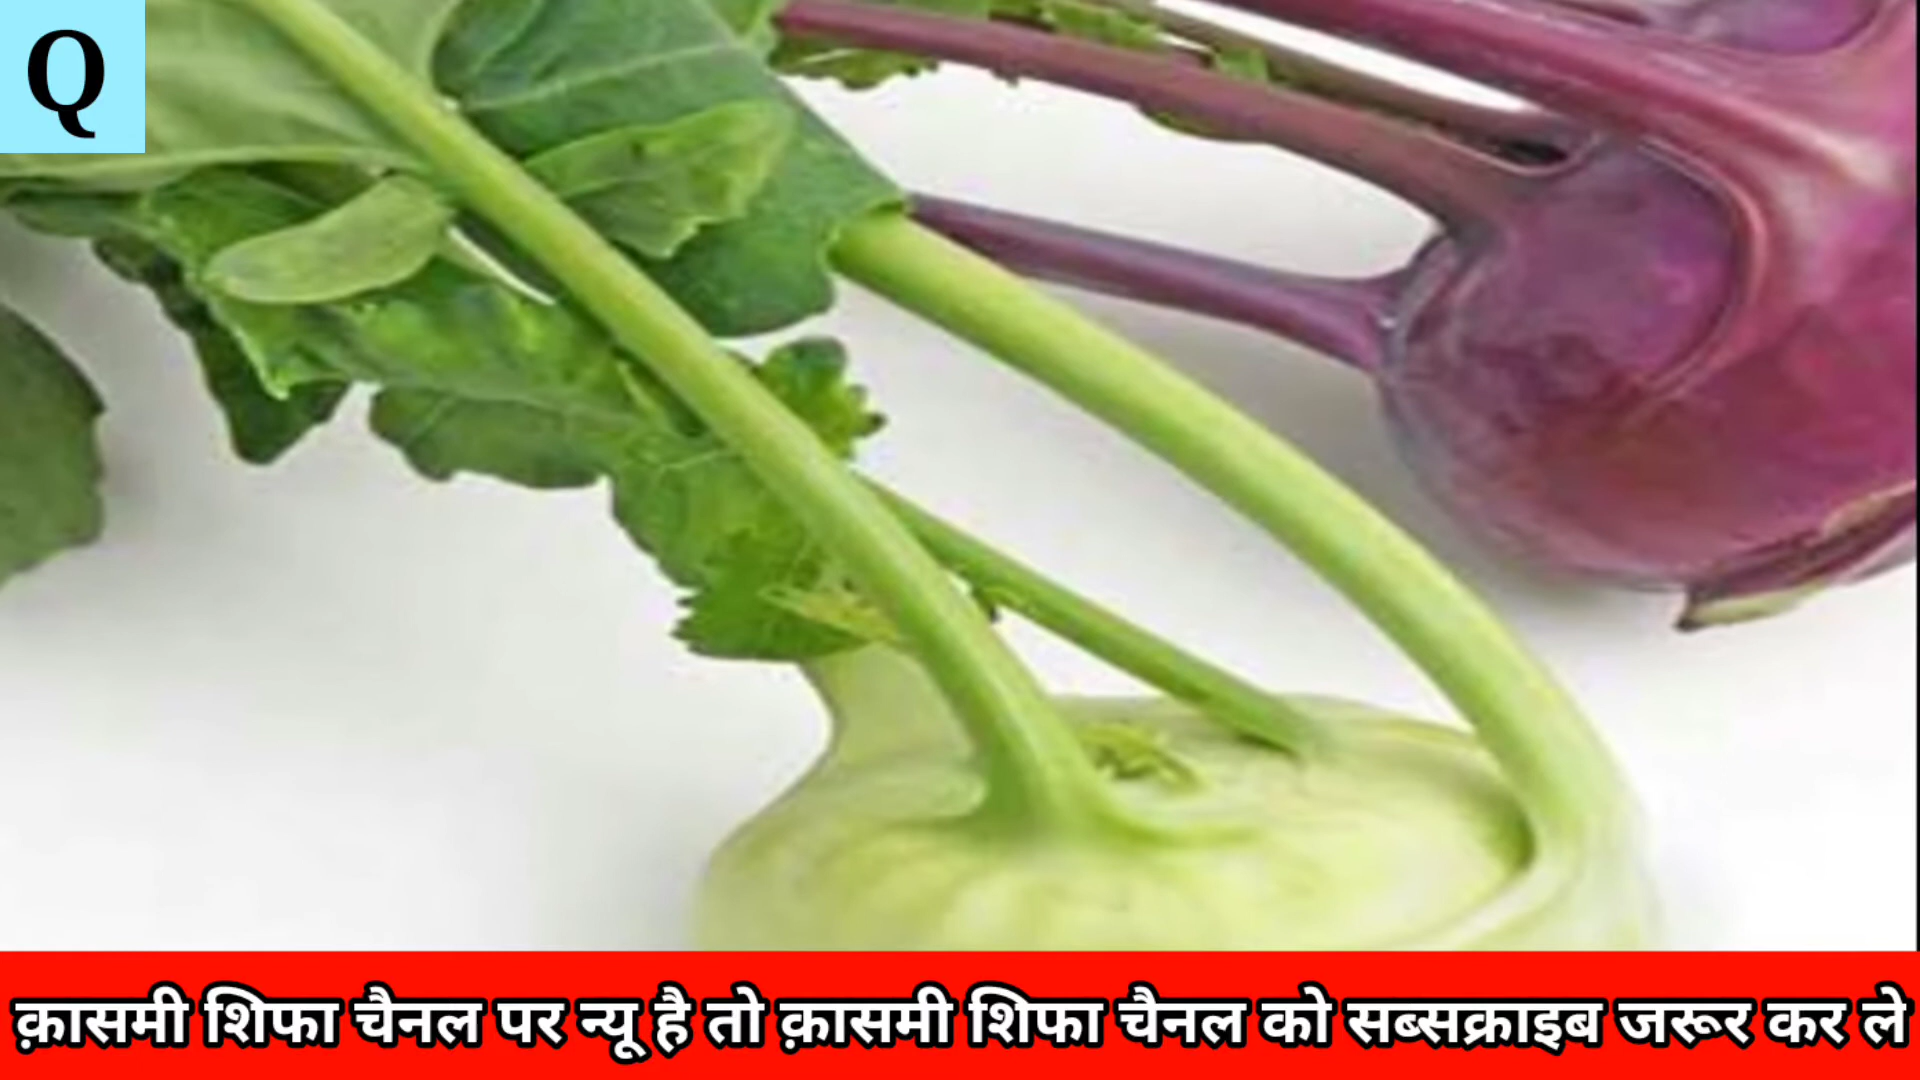 Q
क़ासमी शिफा चैनल पर न्यू है तो क़ासमी शिफा चैनल को सब्सक्राइब जरूर कर ले